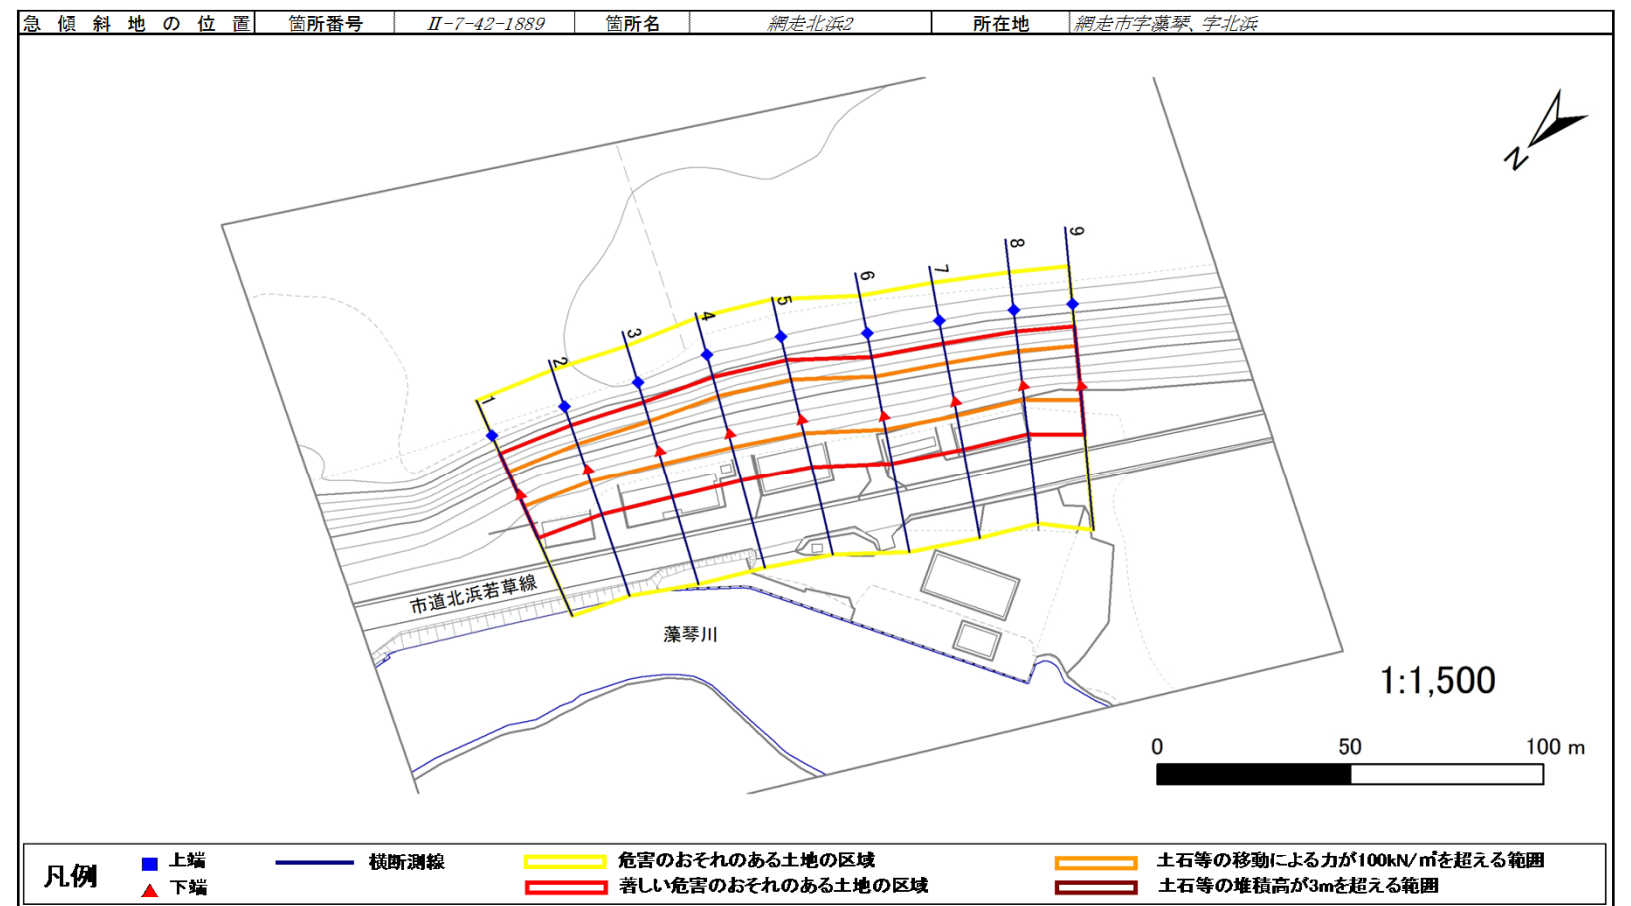 急傾斜地の位置 箇所番号 Ⅱ-7-42-1889 箇所名 網走北浜2 所在地 網走市字藻琴、字北浜
N
9
8
7
6
5
4
3
2
1
市道北浜若草線
藻琴川
1:1,500
0 50 100 m
凡例
上端 横断測線 危害のおそれのある土地の区域 土石等の移動による力が100kN/㎡を超える範囲
下端 著しい危害のおそれのある土地の区域 土石等の堆積高が3mを超える範囲